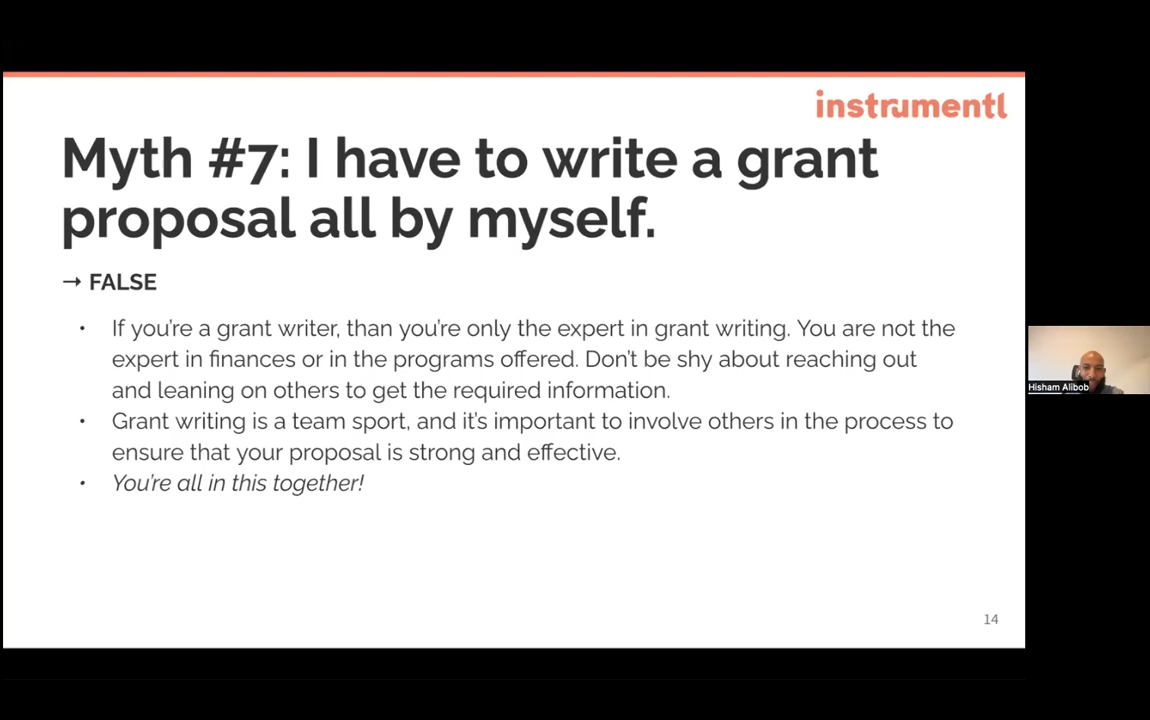 instrumentl
Myth #7: I have to write a grant
proposal all by myself.
→ FALSE
• If you're a grant writer, than you're only the expert in grant writing. You are not the
expert in finances or in the programs offered. Don't be shy about reaching out
and leaning on others to get the required information.
• Grant writing is a team sport, and it's important to involve others in the process to
ensure that your proposal is strong and effective.
• You're all in this together!
14
Hisham Alibob